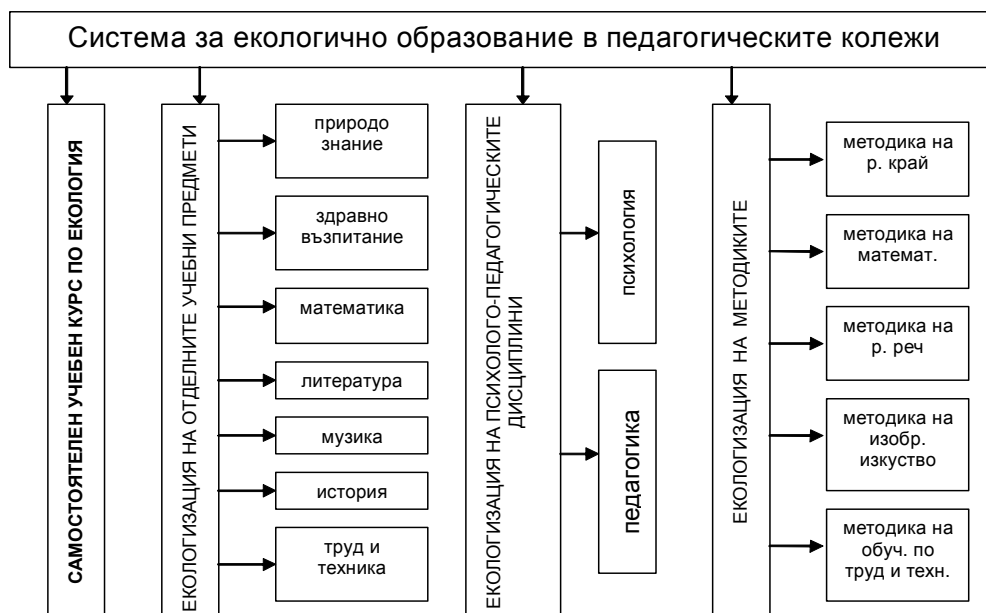 Система за екологично образование в педагогическите колежи
САМОСТОЯТЕЛЕН УЧЕБЕН КУРС ПО ЕКОЛОГИЯ
ЕКОЛОГИЗАЦИЯ НА ОТДЕЛНИТЕ УЧЕБНИ ПРЕДМЕТИ
природо
знание
здравно
възпитание
математика
литература
музика
история
труд и
техника
ЕКОЛОГИЗАЦИЯ НА ПСИХОЛОГО-ПЕДАГОГИЧЕСКИТЕ
ДИСЦИПЛИНИ
психология
педагогика
ЕКОЛОГИЗАЦИЯ НА МЕТОДИКИТЕ
методика на
р. край
методика на
математ.
методика на
р. реч
методика на
изобр.
изкуство
методика на
обуч. по
труд и техн.